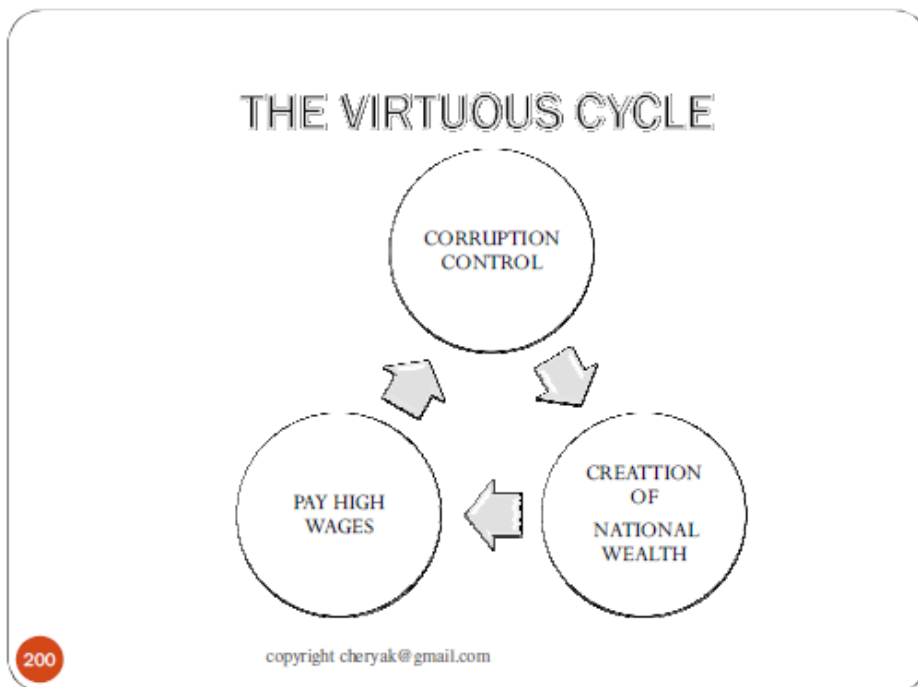 THE VIRTUOUS CYCLE
CORRUPTION
CONTROL
PAY HIGH
WAGES
CREATTION
OF
NATIONAL
WEALTH
200
copyright cheryak@gmail.com